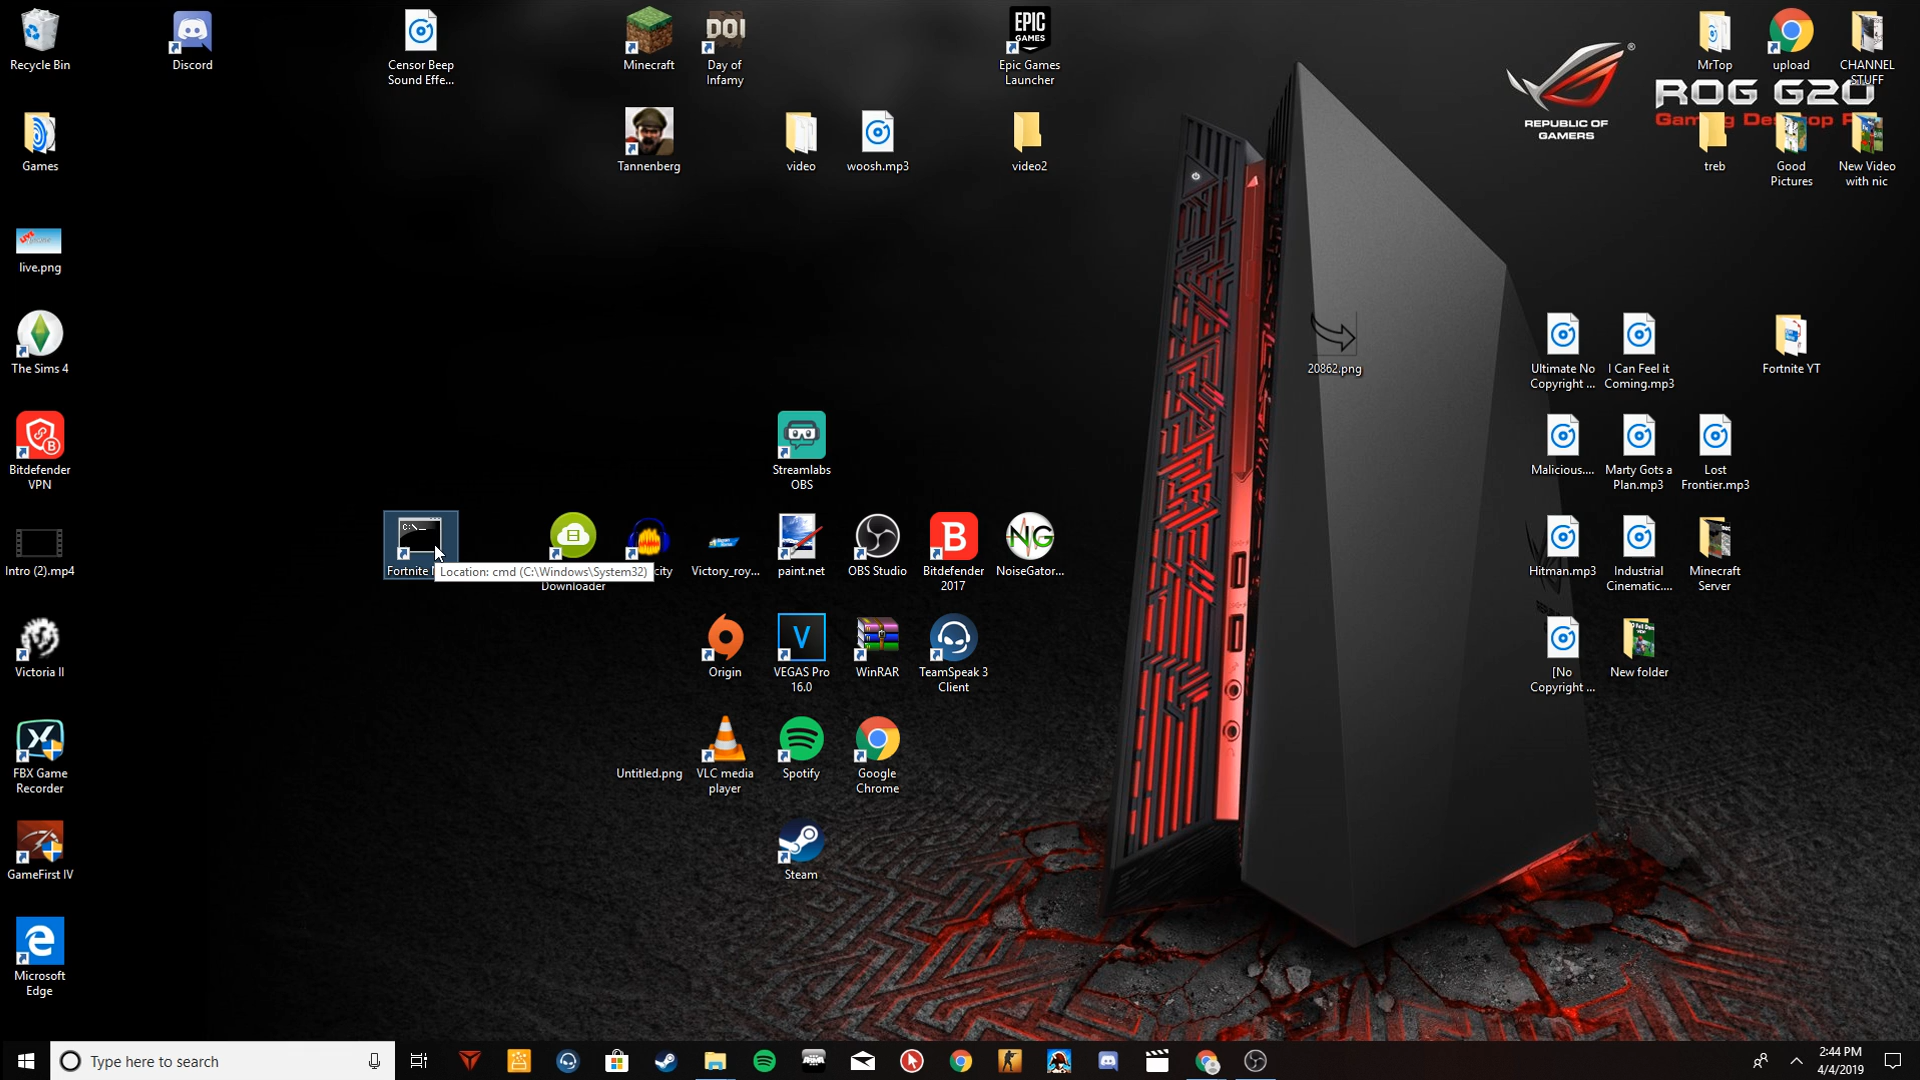 Recycle Bin
Discord
Censor Beep
Sound Effe...
Minecraft
DOI
Day of
Infamy
EPIC
GAMES
Epic Games
Launcher
MrTop
upload
CHANNEL
STUFF
REPUBLIC OF
GAMERS
ROG G20
Gaming Desktop P
Games
Tannenberg
video
woosh.mp3
video2
treb
Good
Pictures
New Video
with nic
live.png
The Sims 4
20862.png
Ultimate No
Copyright ...
I Can Feel it
Coming.mp3
Fortnite YT
Bitdefender
VPN
Streamlabs
OBS
Malicious....
Marty Gots a
Plan.mp3
Lost
Frontier.mp3
Intro (2).mp4
C:\_
Fortnite
Location: cmd (C:\Windows\System32)
Downloader
city
Victory_roy...
paint.net
OBS Studio
B
Bitdefender
2017
NG
NoiseGator...
Hitman.mp3
Industrial
Cinematic....
Minecraft
Server
Victoria II
Origin
V
VEGAS Pro
16.0
WinRAR
TeamSpeak 3
Client
[No
Copyright ...
New folder
FBX Game
Recorder
Untitled.png
VLC media
player
Spotify
Google
Chrome
GameFirst IV
Steam
Microsoft
Edge
Type here to search
2:44 PM
4/4/2019